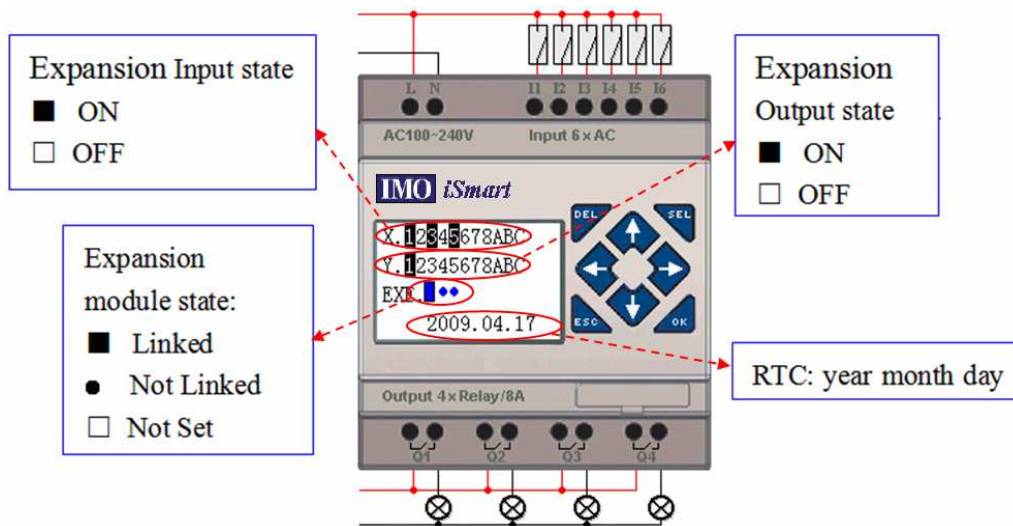 Expansion Input state
■ ON
□ OFF
Expansion
module state:
■ Linked
● Not Linked
□ Not Set
L N I1 I2 I3 I4 I5 I6
AC100~240V Input 6×AC
IMO iSmart
X.12345678ABC
Y.12345678ABC
EXE.
2009.04.17
DEL SEL
ESC OK
Output 4×Relay/8A
Q1 Q2 Q3 Q4
Expansion
Output state
■ ON
□ OFF
RTC: year month day